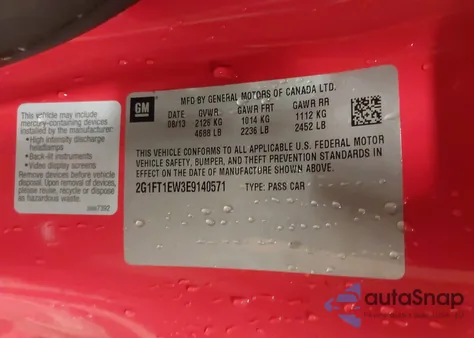 This vehicle may include
mercury-containing devices
installed by the manufacturer:
• High intensity discharge
headlamps
• Back-lit instruments
• Video display screens
Remove devices before vehicle
disposal. Upon removal of devices,
please reuse, recycle or dispose
as hazardous waste.
GM
MFD BY GENERAL MOTORS OF CANADA LTD.
DATE GVWR GAWR FRT GAWR RR
08/13 2126 KG 1014 KG 1112 KG
4688 LB 2236 LB 2452 LB
THIS VEHICLE CONFORMS TO ALL APPLICABLE U.S. FEDERAL MOTOR
VEHICLE SAFETY, BUMPER, AND THEFT PREVENTION STANDARDS IN
EFFECT ON THE DATE OF MANUFACTURE SHOWN ABOVE.
2G1FT1EW3E9140571 TYPE: PASS CAR
autoSnap